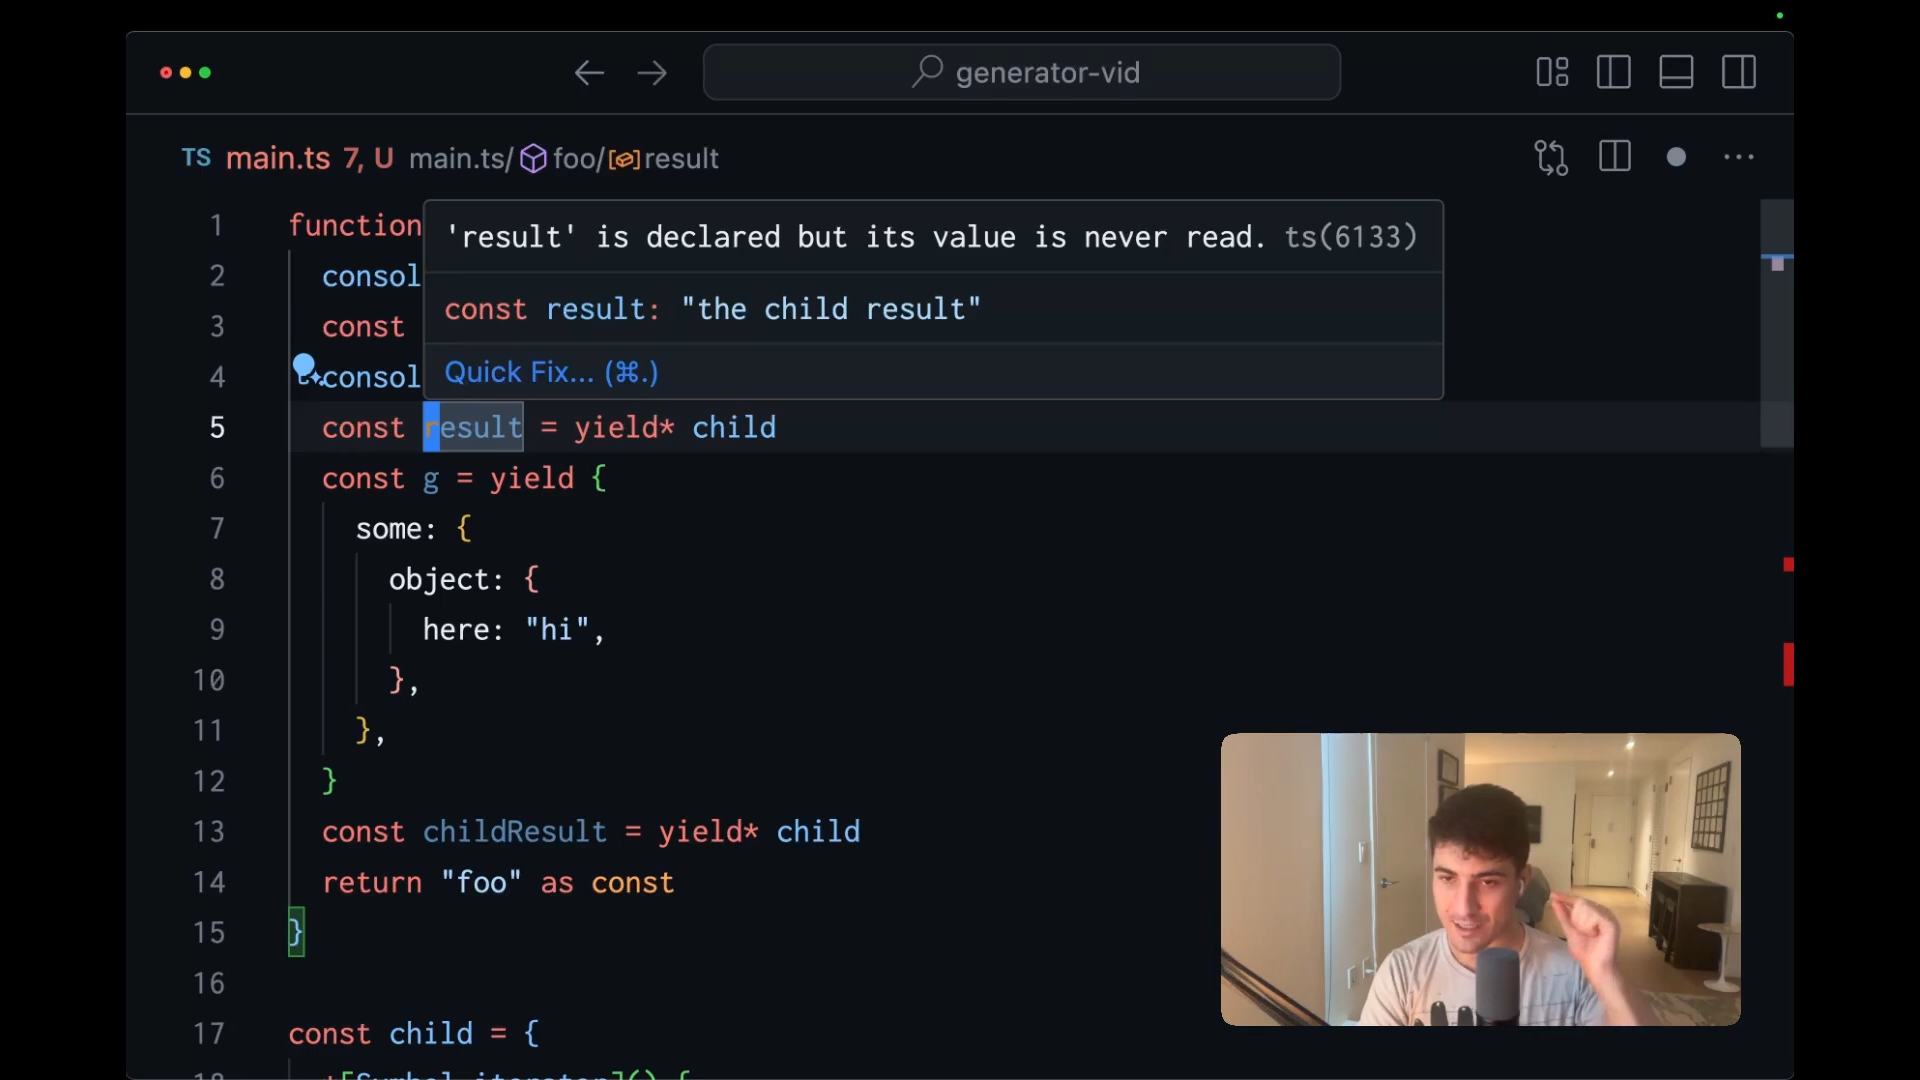 generator-vid
TS main.ts 7, U main.ts/foo/result
1 function
2 consol
3 const
4 consol
'result' is declared but its value is never read. ts(6133)
const result: "the child result"
Quick Fix... (⌘.)
5 const result = yield* child
6 const g = yield {
7 some: {
8 object: {
9 here: "hi",
10 },
11 },
12 }
13 const childResult = yield* child
14 return "foo" as const
15 }
16
17 const child = {
18 *[Symbol.iterator]() {